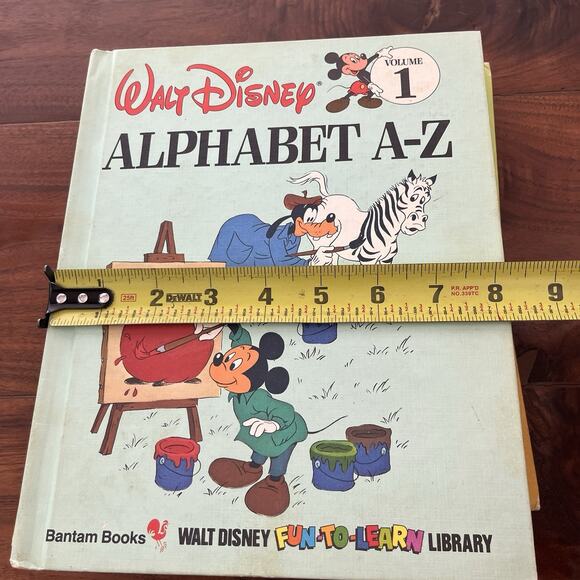 WALT DISNEY®
VOLUME
1
ALPHABET A-Z
25ft 2 DEWALT 3 4 5 6 7 P.R. APP'D NO.339TC 8 9
Bantam Books WALT DISNEY FUN-TO-LEARN LIBRARY